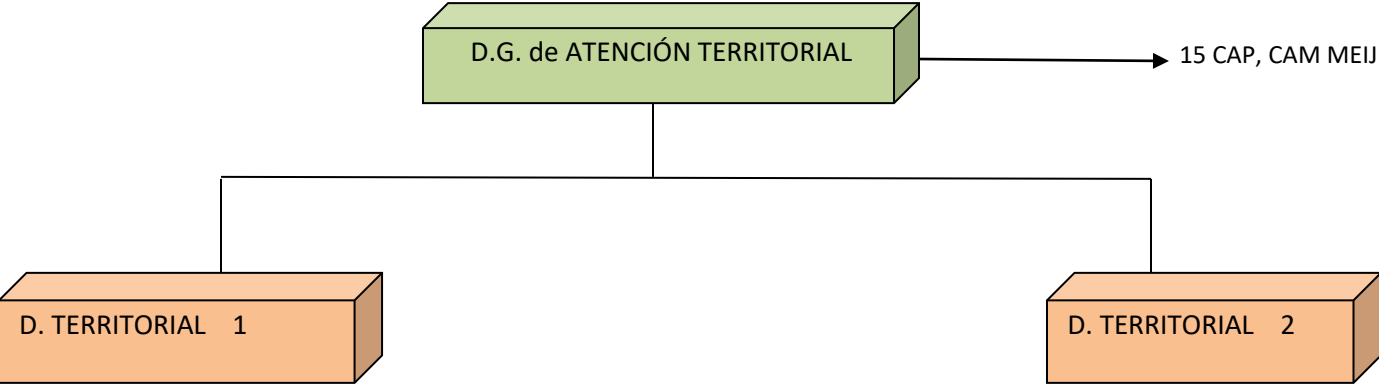 D.G. de ATENCIÓN TERRITORIAL
15 CAP, CAM MEIJ
D. TERRITORIAL 1
D. TERRITORIAL 2